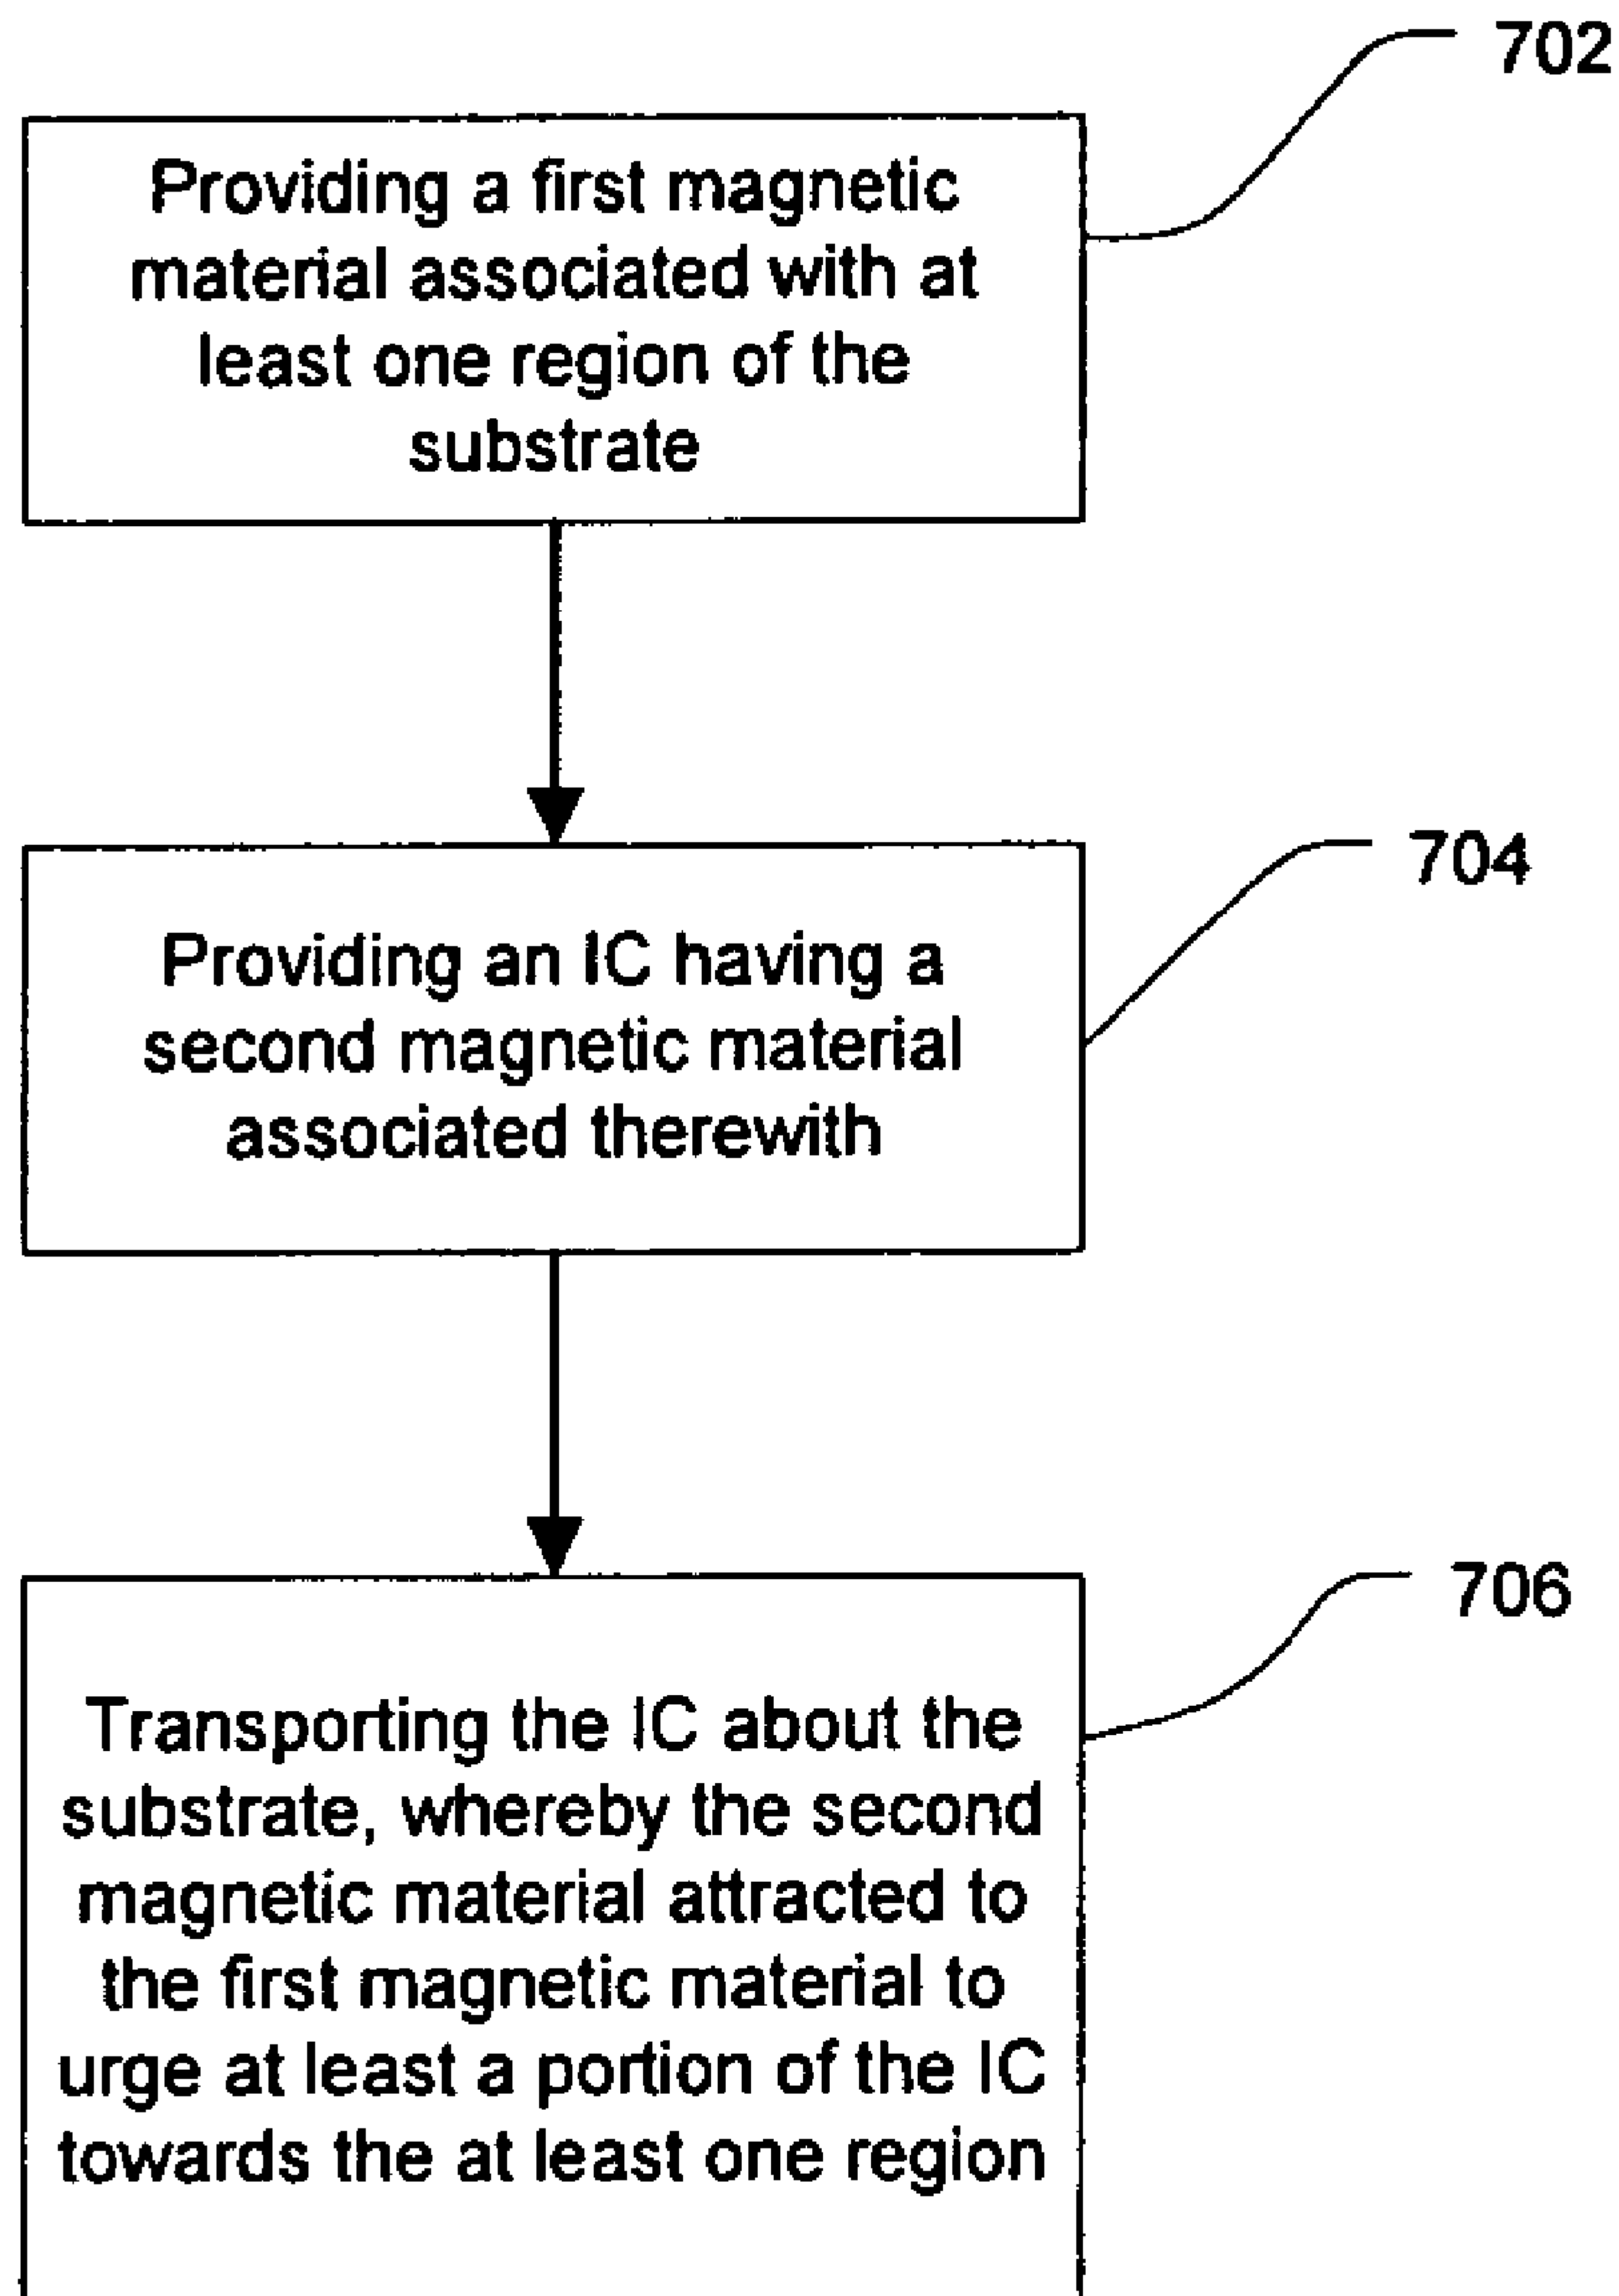 702
Providing a first magnetic
material associated with at
least one region of the
substrate
704
Providing an IC having a
second magnetic material
associated therewith
706
Transporting the IC about the
substrate, whereby the second
magnetic material attracted to
the first magnetic material to
urge at least a portion of the IC
towards the at least one region